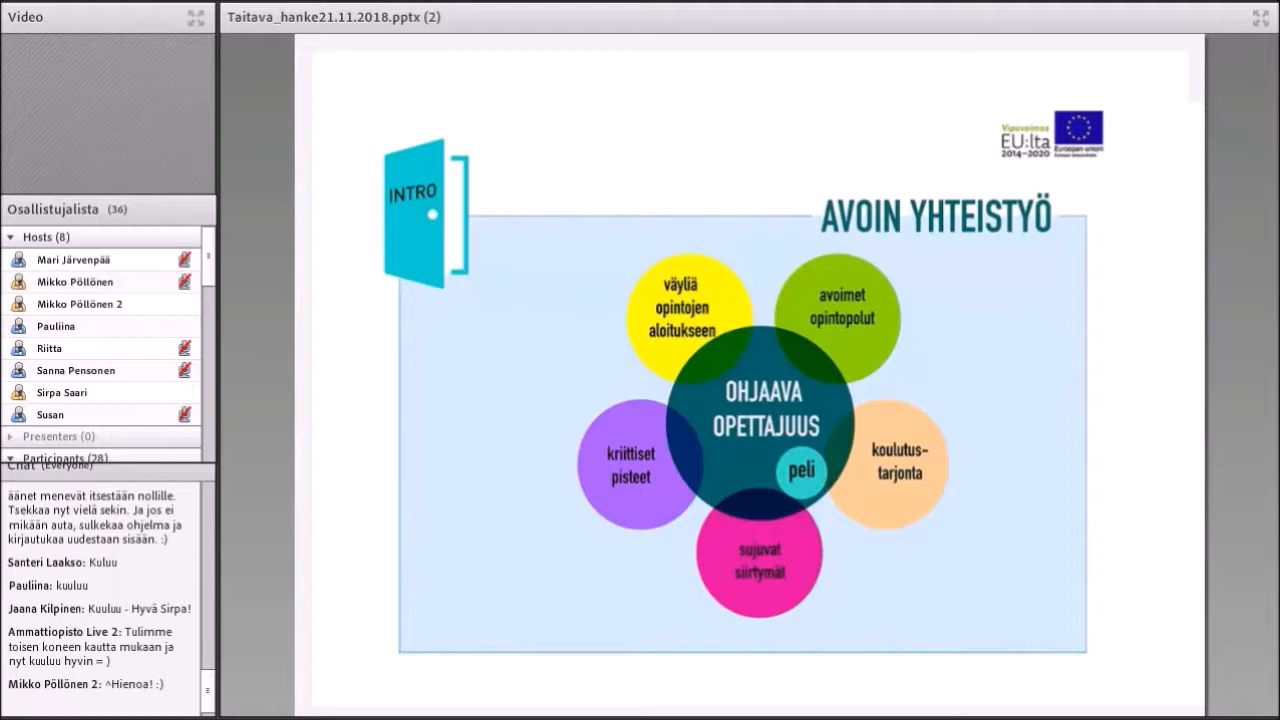 Video
Osallistujalista (36)
Hosts (8)
Mari Järvenpää
Mikko Pöllönen
Mikko Pöllönen 2
Pauliina
Riitta
Sanna Pensonen
Sirpa Saari
Susan
Presenters (0)
Participants (28)
Chat (Everyone)
äänet menevät itsestään nollille.
Tsekkaa nyt vielä sekin. Ja jos ei
mikään auta, sulkekaa ohjelma ja
kirjautukaa uudestaan sisään. :)
Santeri Laakso: Kuluu
Pauliina: kuuluu
Jaana Kilpinen: Kuuluu - Hyvä Sirpa!
Ammattiopisto Live 2: Tulimme
toisen koneen kautta mukaan ja
nyt kuuluu hyvin = )
Mikko Pöllönen 2: ^Hienoa! :)
Taitava_hanke21.11.2018.pptx (2)
Vipuvoimaa
EU:lta
2014–2020
Euroopan unioni
INTRO
AVOIN YHTEISTYÖ
väyliä
opintojen
aloitukseen
avoimet
opintopolut
OHJAAVA
OPETTAJUUS
peli
kriittiset
pisteet
koulutus-
tarjonta
sujuvat
siirtymät